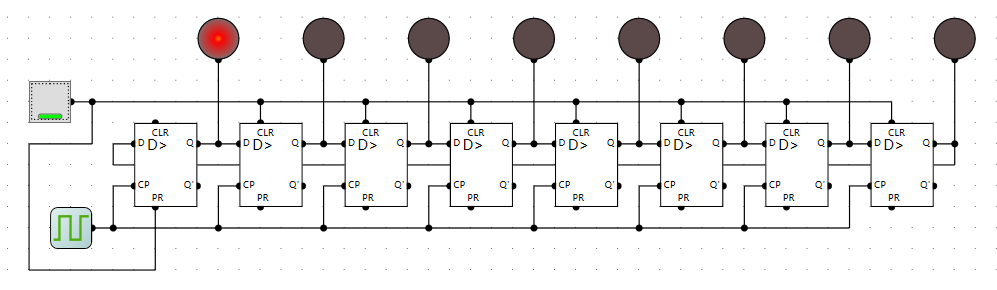 CLR CLR CLR CLR CLR CLR CLR CLR
D D> Q D D> Q D D> Q D D> Q D D> Q D D> Q D D> Q D D> Q
CP Q' CP Q' CP Q' CP Q' CP Q' CP Q' CP Q' CP Q'
PR PR PR PR PR PR PR PR